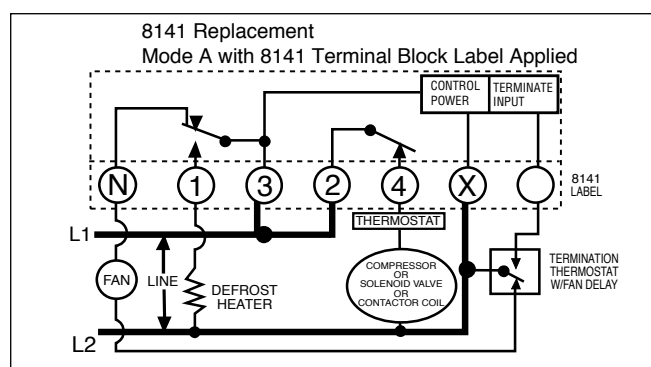 8141 Replacement
Mode A with 8141 Terminal Block Label Applied
CONTROL
POWER
TERMINATE
INPUT
N
1
3
2
4
X
8141
LABEL
L1
THERMOSTAT
FAN
LINE
DEFROST
HEATER
COMPRESSOR
OR
SOLENOID VALVE
OR
CONTACTOR COIL
TERMINATION
THERMOSTAT
W/FAN DELAY
L2